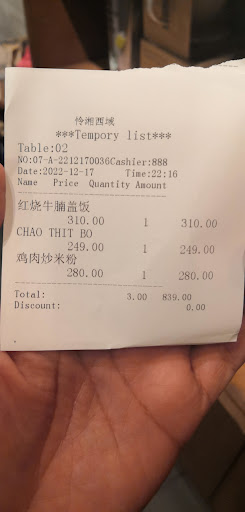 伶湘西域
***Tempory list***
Table:02
NO:07-A-2212170036Cashier:888
Date:2022-12-17 Time:22:16
Name Price Quantity Amount
红烧牛腩盖饭
310.00 1 310.00
CHAO THIT BO
249.00 1 249.00
鸡肉炒米粉
280.00 1 280.00
Total: 3.00 839.00
Discount: 0.00